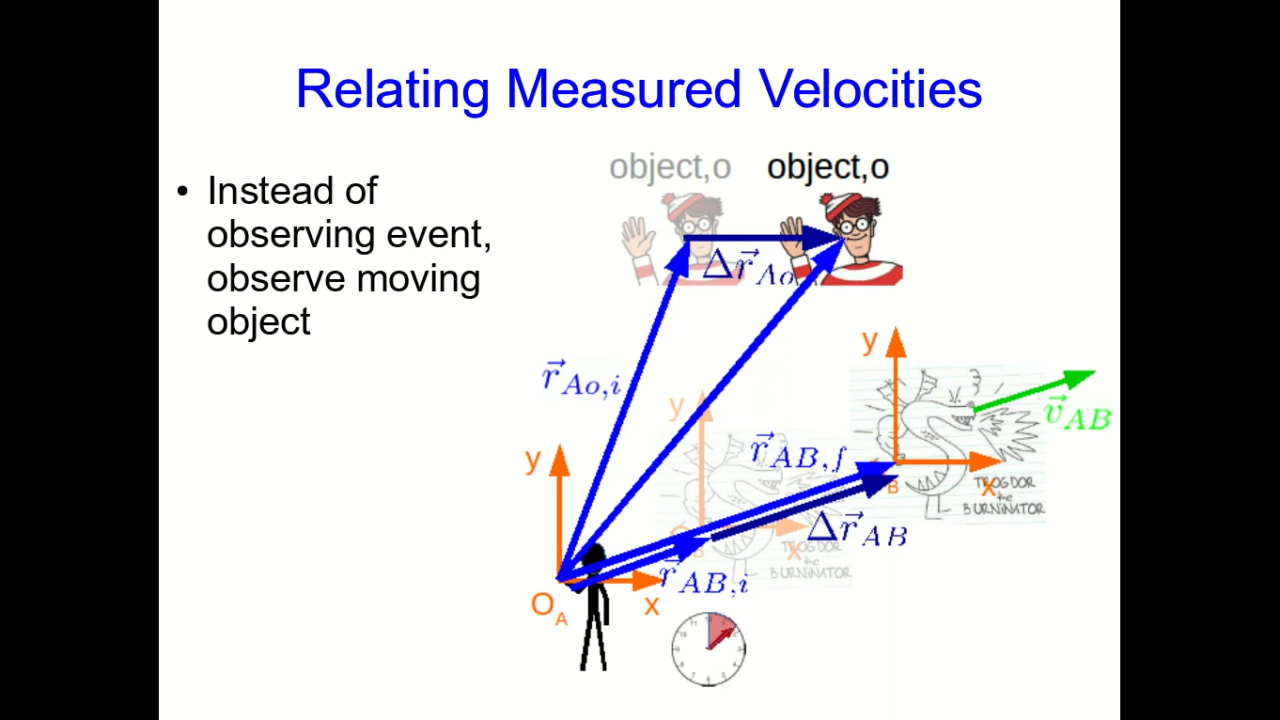 Relating Measured Velocities
• Instead of
observing event,
observe moving
object
object,o object,o
Δr⃗Ao
r⃗Ao,i
y
v⃗AB
y
r⃗AB,f
y
B
x
TROGDOR
the
BURNINATOR
Δr⃗AB
x
TROGDOR
the
BURNINATOR
r⃗AB,i
OA
x